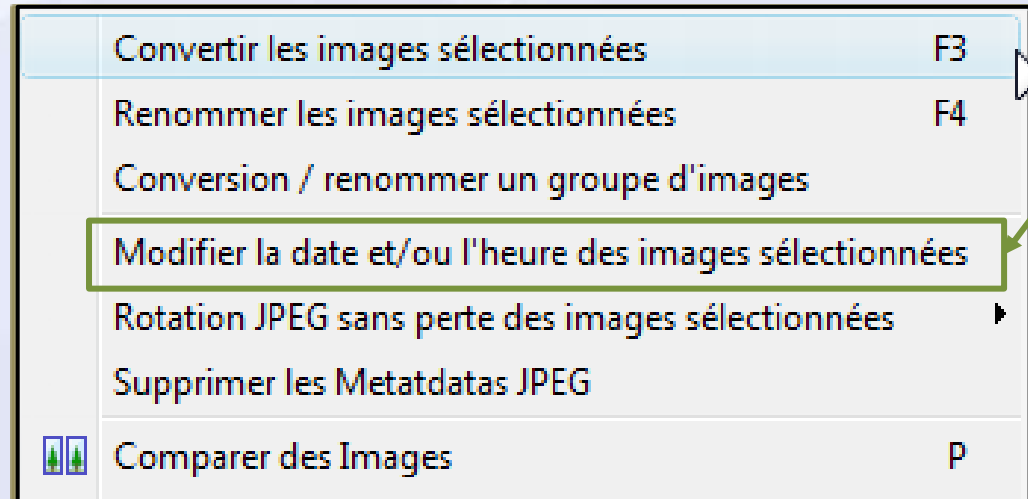 Convertir les images sélectionnées F3
Renommer les images sélectionnées F4
Conversion / renommer un groupe d'images
Modifier la date et/ou l'heure des images sélectionnées
Rotation JPEG sans perte des images sélectionnées
Supprimer les Metatdatas JPEG
Comparer des Images P